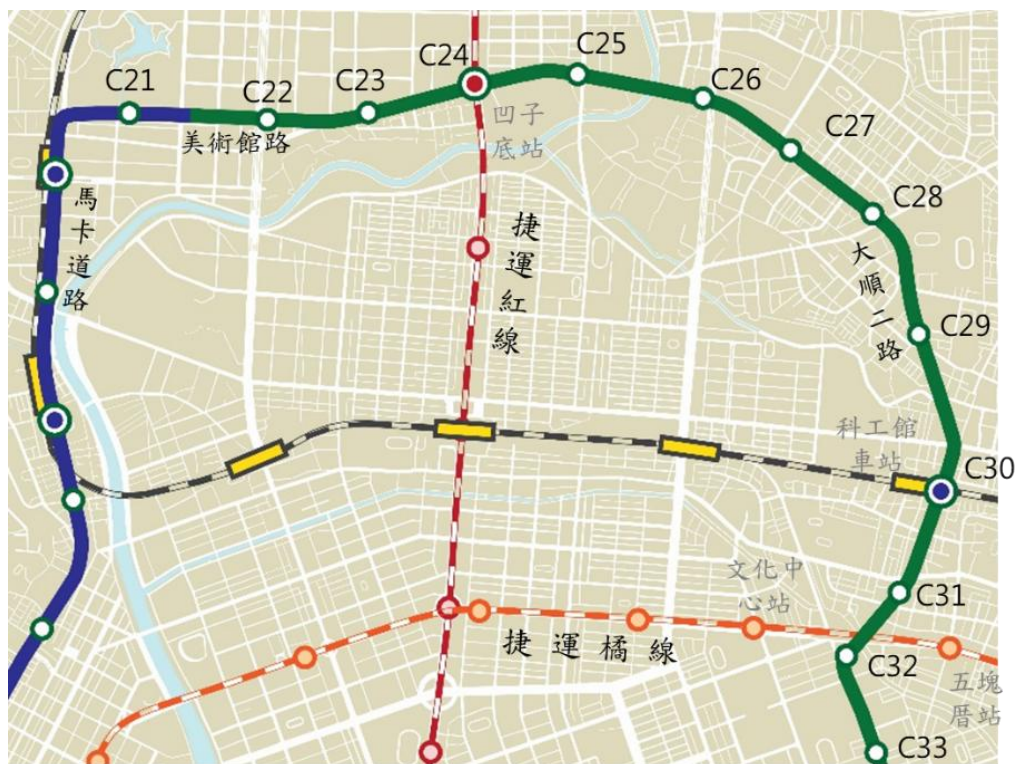 C21
C22
C23
C24
C25
C26
C27
C28
C29
C30
C31
C32
C33
凹子
底站
美術館路
馬卡道路
捷運紅線
大順二路
科工館
車站
文化中
心站
捷運橘線
五塊
厝站